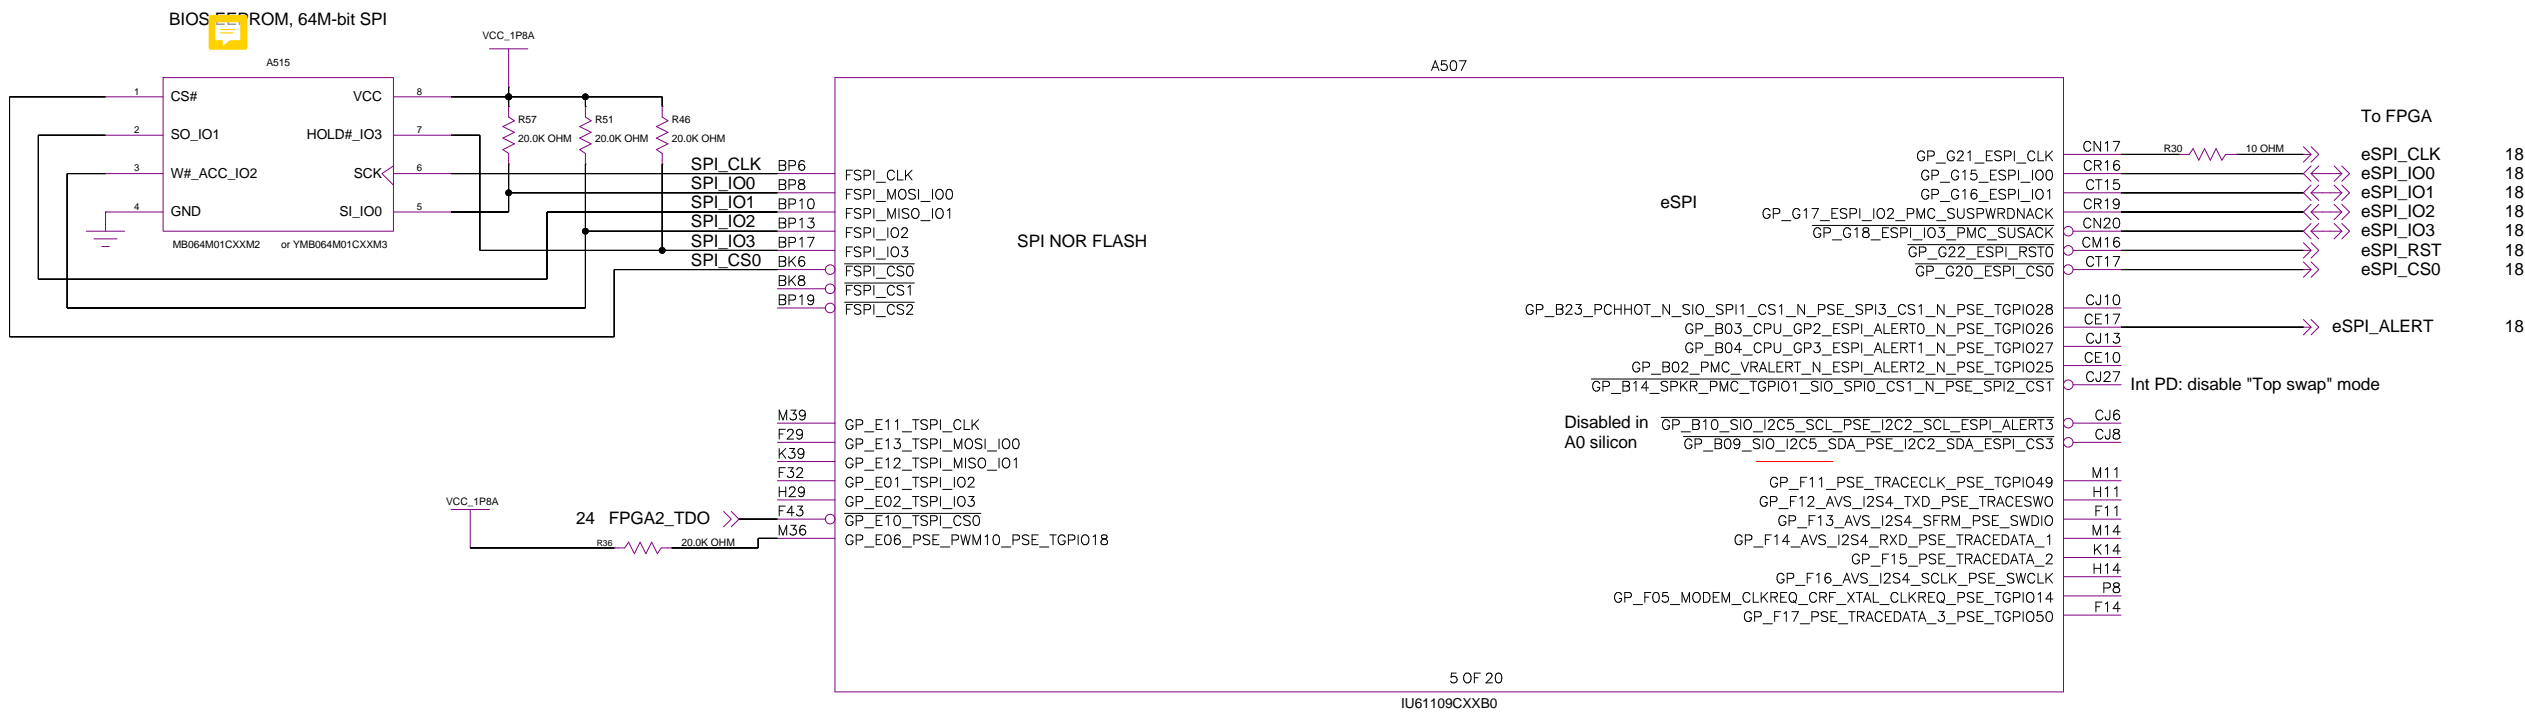 BIOS EEPROM, 64M-bit SPI
A515
1 CS# VCC 8
2 SO_IO1 HOLD#_IO3 7
3 W#_ACC_IO2 SCK 6
4 GND SI_IO0 5
MB064M01CXXM2 or YMB064M01CXXM3
VCC_1P8A
R57 20.0K OHM
R51 20.0K OHM
R46 20.0K OHM
A507
SPI_CLK BP6 FSPI_CLK
SPI_IO0 BP8 FSPI_MOSI_IO0
SPI_IO1 BP10 FSPI_MISO_IO1
SPI_IO2 BP13 FSPI_IO2
SPI_IO3 BP17 FSPI_IO3
SPI_CS0 BK6 FSPI_CS0
BK8 FSPI_CS1
BP19 FSPI_CS2
SPI NOR FLASH
M39 GP_E11_TSPI_CLK
F29 GP_E13_TSPI_MOSI_IO0
K39 GP_E12_TSPI_MISO_IO1
F32 GP_E01_TSPI_IO2
H29 GP_E02_TSPI_IO3
24 FPGA2_TDO F43 GP_E10_TSPI_CS0
M36 GP_E06_PSE_PWM10_PSE_TGPIO18
VCC_1P8A
R36 20.0K OHM
eSPI
To FPGA
GP_G21_ESPI_CLK CN17 R30 10 OHM eSPI_CLK 18
GP_G15_ESPI_IO0 CR16 eSPI_IO0 18
GP_G16_ESPI_IO1 CT15 eSPI_IO1 18
GP_G17_ESPI_IO2_PMC_SUSPWRDNACK CR19 eSPI_IO2 18
GP_G18_ESPI_IO3_PMC_SUSACK CN20 eSPI_IO3 18
GP_G22_ESPI_RST0 CM16 eSPI_RST 18
GP_G20_ESPI_CS0 CT17 eSPI_CS0 18
GP_B23_PCHHOT_N_SIO_SPI1_CS1_N_PSE_SPI3_CS1_N_PSE_TGPIO28 CJ10
GP_B03_CPU_GP2_ESPI_ALERT0_N_PSE_TGPIO26 CE17 eSPI_ALERT 18
GP_B04_CPU_GP3_ESPI_ALERT1_N_PSE_TGPIO27 CJ13
GP_B02_PMC_VRALERT_N_ESPI_ALERT2_N_PSE_TGPIO25 CE10
GP_B14_SPKR_PMC_TGPIO1_SIO_SPI0_CS1_N_PSE_SPI2_CS1 CJ27 Int PD: disable "Top swap" mode
Disabled in GP_B10_SIO_I2C5_SCL_PSE_I2C2_SCL_ESPI_ALERT3 CJ6
A0 silicon GP_B09_SIO_I2C5_SDA_PSE_I2C2_SDA_ESPI_CS3 CJ8
GP_F11_PSE_TRACECLK_PSE_TGPIO49 M11
GP_F12_AVS_I2S4_TXD_PSE_TRACESWO H11
GP_F13_AVS_I2S4_SFRM_PSE_SWDIO F11
GP_F14_AVS_I2S4_RXD_PSE_TRACEDATA_1 M14
GP_F15_PSE_TRACEDATA_2 K14
GP_F16_AVS_I2S4_SCLK_PSE_SWCLK H14
GP_F05_MODEM_CLKREQ_CRF_XTAL_CLKREQ_PSE_TGPIO14 P8
GP_F17_PSE_TRACEDATA_3_PSE_TGPIO50 F14
5 OF 20
IU61109CXXB0